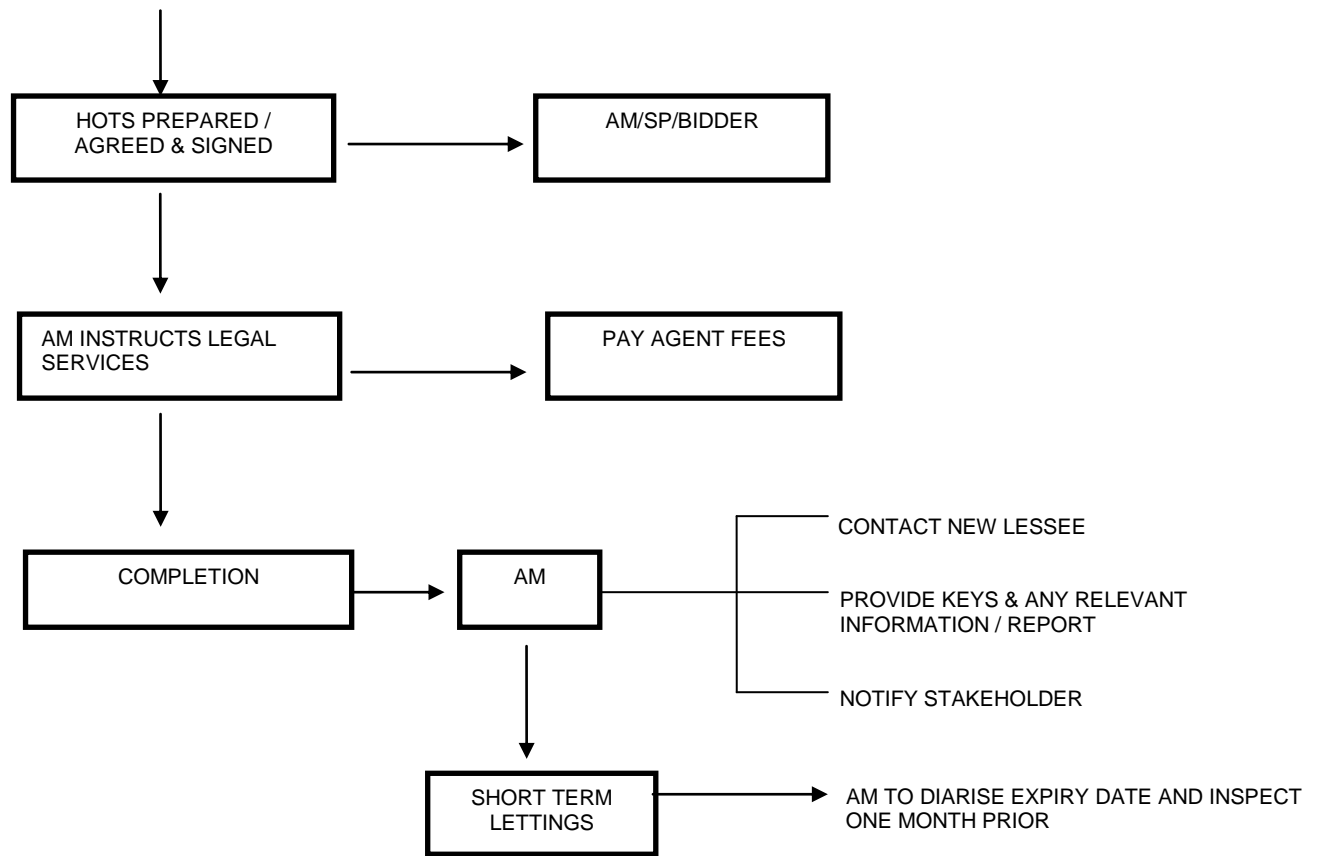 HOTS PREPARED /
AGREED & SIGNED
AM/SP/BIDDER
AM INSTRUCTS LEGAL
SERVICES
PAY AGENT FEES
COMPLETION
AM
CONTACT NEW LESSEE
PROVIDE KEYS & ANY RELEVANT
INFORMATION / REPORT
NOTIFY STAKEHOLDER
SHORT TERM
LETTINGS
AM TO DIARISE EXPIRY DATE AND INSPECT
ONE MONTH PRIOR